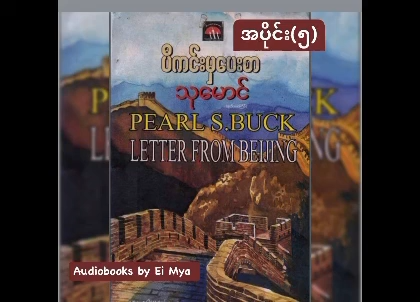 အပိုင်း(၅)
ပီကင်းမှပေးစာ
သုမောင်
PEARL S.BUCK
LETTER FROM BEIJING
Audiobooks by Ei Mya